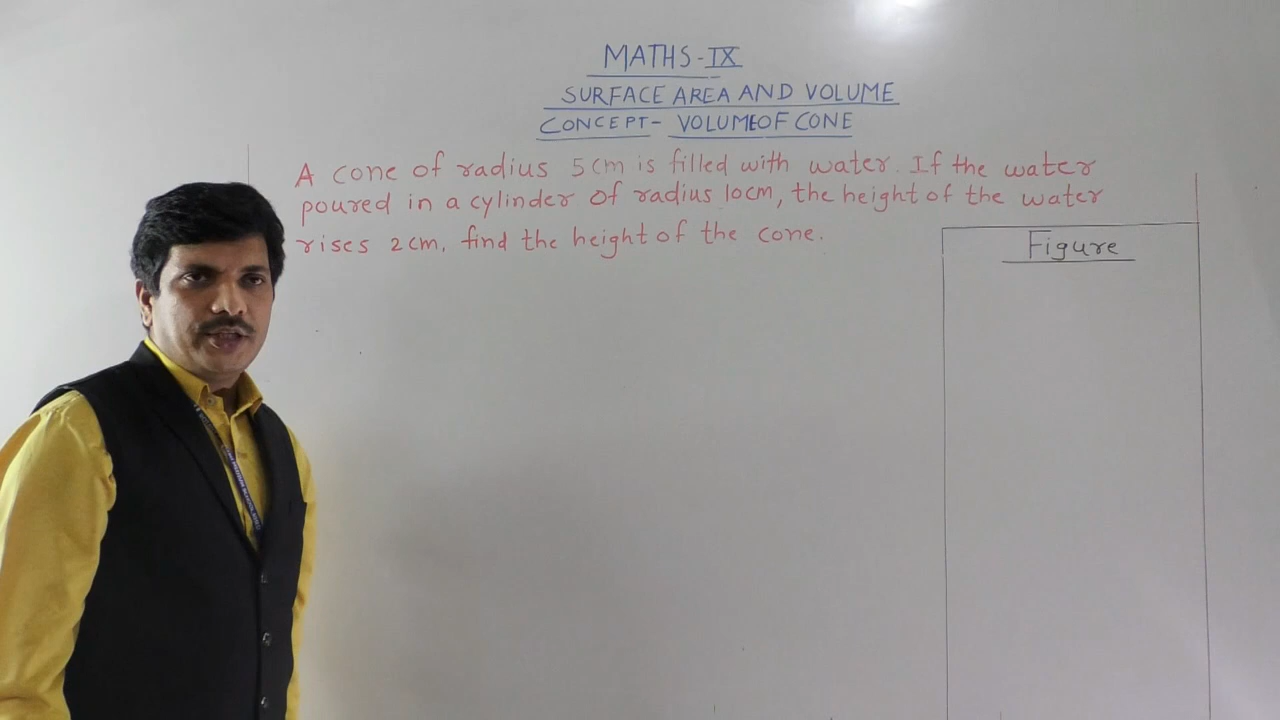 MATHS-IX
SURFACE AREA AND VOLUME
CONCEPT- VOLUME OF CONE
A cone of radius 5cm is filled with water. If the water
poured in a cylinder of radius 10cm, the height of the water
rises 2cm, find the height of the cone.
Figure